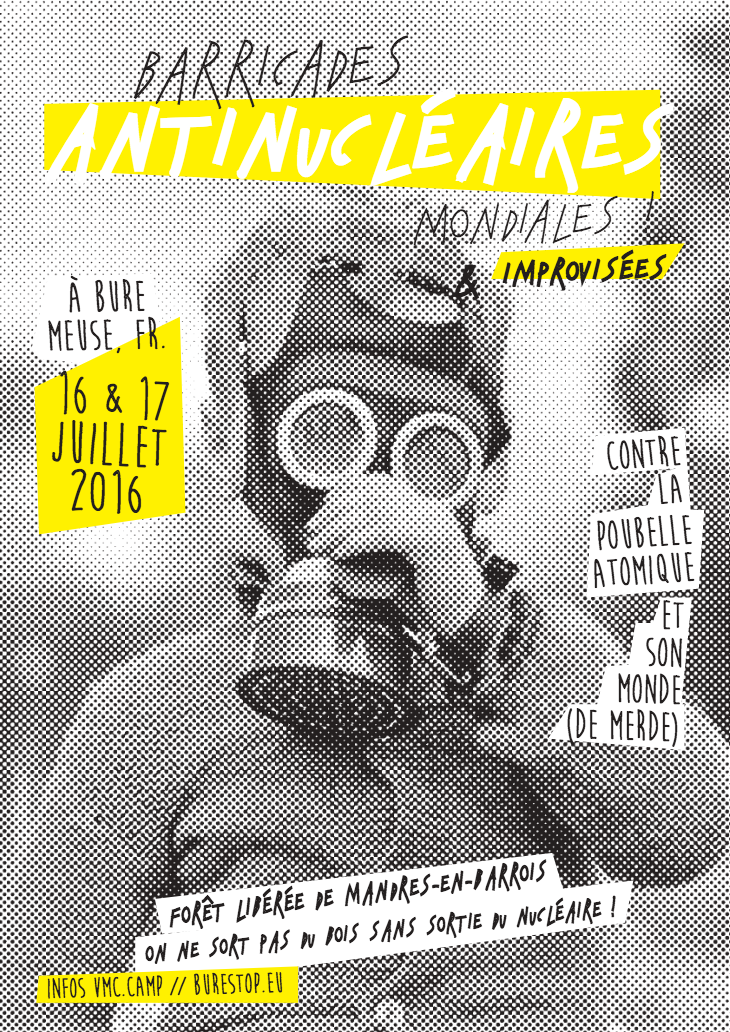 BARRICADES
ANTINUCLÉAIRES
MONDIALES !
& IMPROVISÉES
À BURE
MEUSE, FR.
16 & 17
JUILLET
2016
CONTRE
LA
POUBELLE
ATOMIQUE
ET
SON
MONDE
(DE MERDE)
FORÊT LIBÉRÉE DE MANDRES-EN-BARROIS
ON NE SORT PAS DU BOIS SANS SORTIE DU NUCLÉAIRE !
INFOS VMC.CAMP // BURESTOP.EU